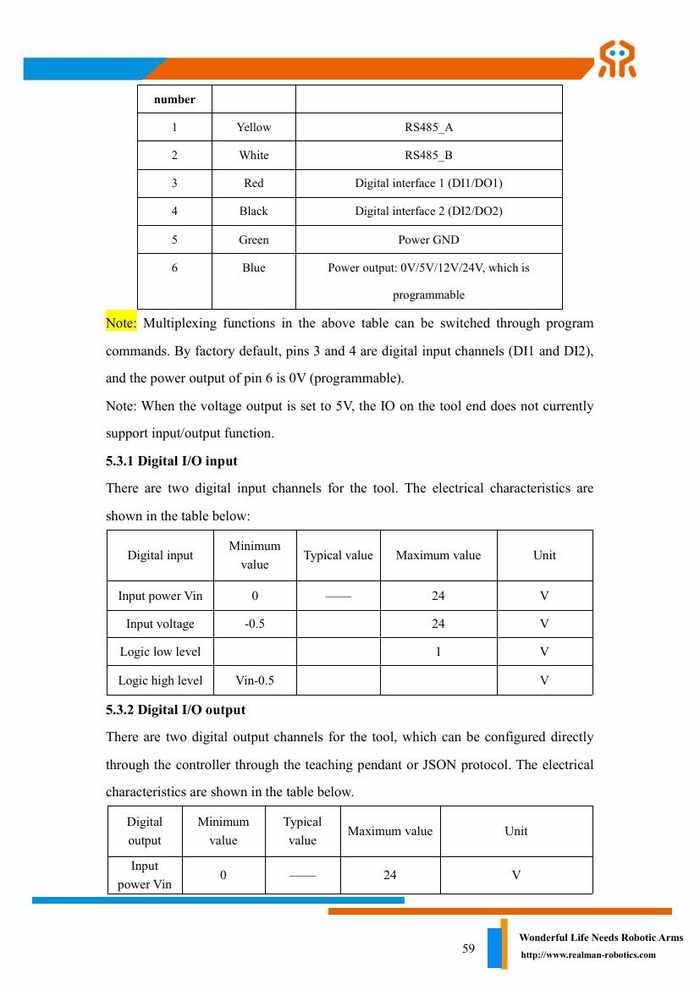 number
1 Yellow RS485_A
2 White RS485_B
3 Red Digital interface 1 (DI1/DO1)
4 Black Digital interface 2 (DI2/DO2)
5 Green Power GND
6 Blue Power output: 0V/5V/12V/24V, which is
programmable
Note: Multiplexing functions in the above table can be switched through program
commands. By factory default, pins 3 and 4 are digital input channels (DI1 and DI2),
and the power output of pin 6 is 0V (programmable).
Note: When the voltage output is set to 5V, the IO on the tool end does not currently
support input/output function.
5.3.1 Digital I/O input
There are two digital input channels for the tool. The electrical characteristics are
shown in the table below:
Digital input Minimum value Typical value Maximum value Unit
Input power Vin 0 —— 24 V
Input voltage -0.5 24 V
Logic low level 1 V
Logic high level Vin-0.5 V
5.3.2 Digital I/O output
There are two digital output channels for the tool, which can be configured directly
through the controller through the teaching pendant or JSON protocol. The electrical
characteristics are shown in the table below.
Digital output Minimum value Typical value Maximum value Unit
Input power Vin 0 —— 24 V
59
Wonderful Life Needs Robotic Arms
http://www.realman-robotics.com